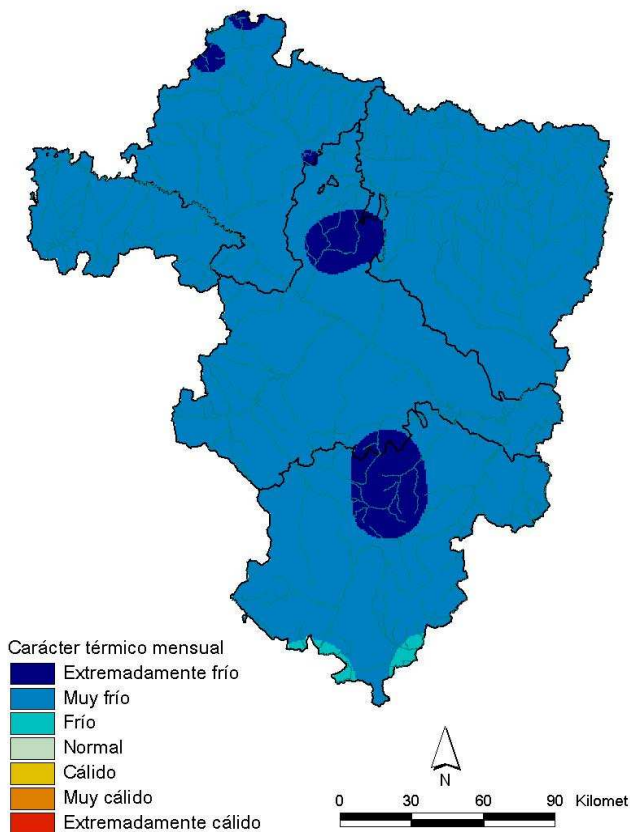 Carácter térmico mensual
Extremadamente frío
Muy frío
Frío
Normal
Cálido
Muy cálido
Extremadamente cálido
N
0 30 60 90 Kilomet